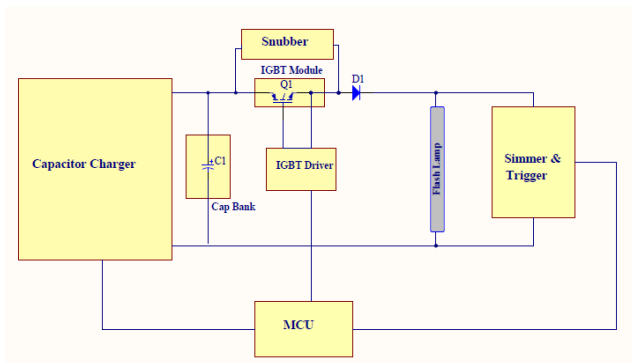 Snubber
IGBT Module
Q1
D1
Capacitor Charger
+C1
Cap Bank
IGBT Driver
Flash Lamp
Simmer &
Trigger
MCU